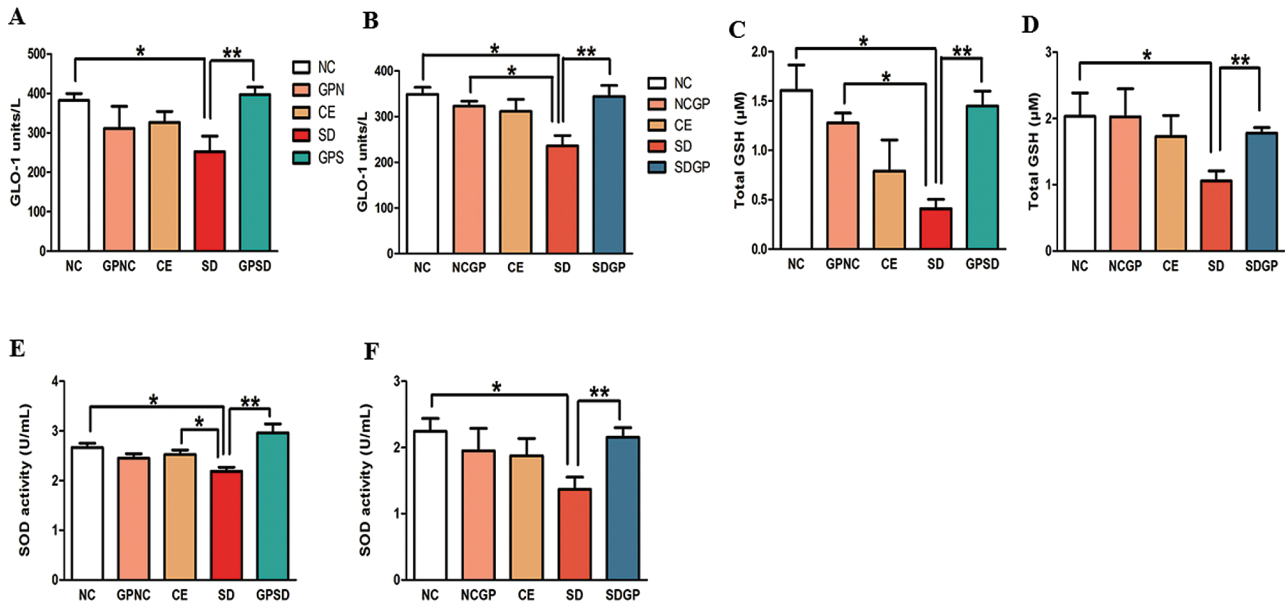 A
GLO-1 units/L
500
400
300
200
100
0
*
**
NC
GPNC
CE
SD
GPSD
NC
GPN
CE
SD
GPS
B
GLO-1 units/L
400
300
200
100
0
*
**
*
NC
NCGP
CE
SD
SDGP
NC
NCGP
CE
SD
SDGP
C
Total GSH (µM)
2.0
1.5
1.0
0.5
0.0
*
**
*
NC
GPNC
CE
SD
GPSD
D
Total GSH (µM)
3
2
1
0
*
**
NC
NCGP
CE
SD
SDGP
E
SOD activity (U/mL)
4
3
2
1
0
*
**
*
NC
GPNC
CE
SD
GPSD
F
SOD activity (U/mL)
3
2
1
0
*
**
NC
NCGP
CE
SD
SDGP